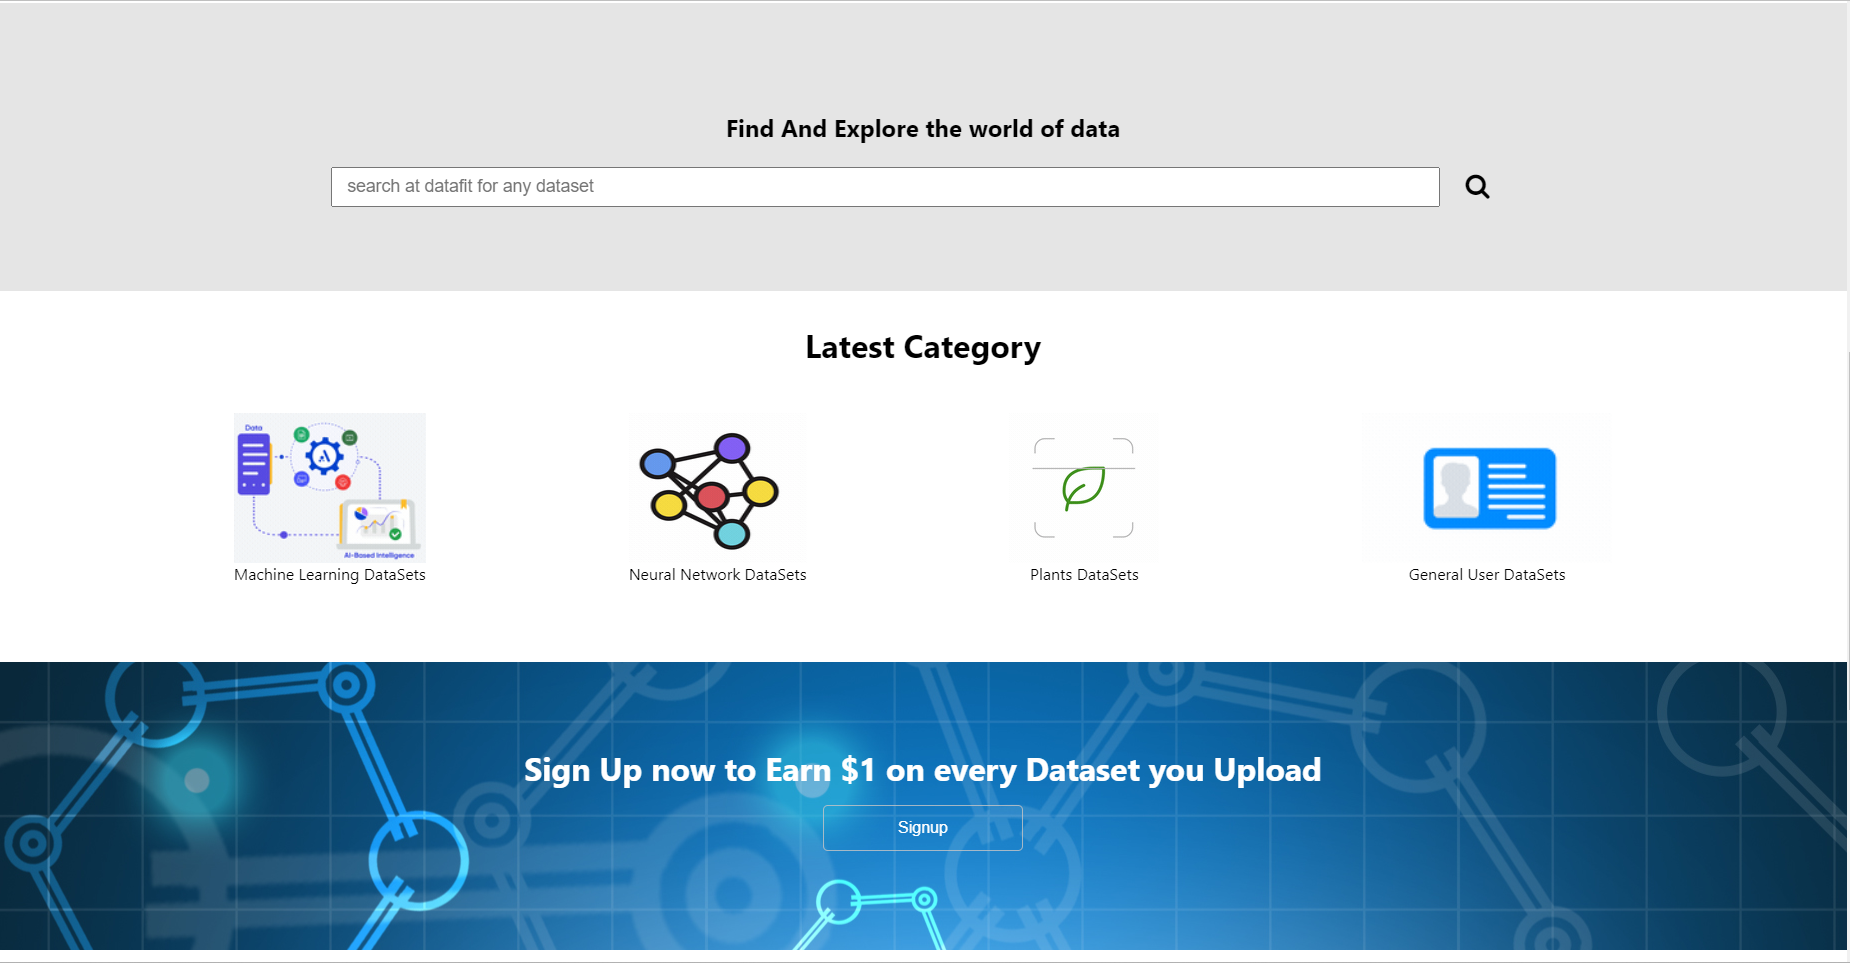 Find And Explore the world of data
search at datafit for any dataset
Latest Category
Data
AI-Based Intelligence
Machine Learning DataSets
Neural Network DataSets
Plants DataSets
General User DataSets
Sign Up now to Earn $1 on every Dataset you Upload
Signup